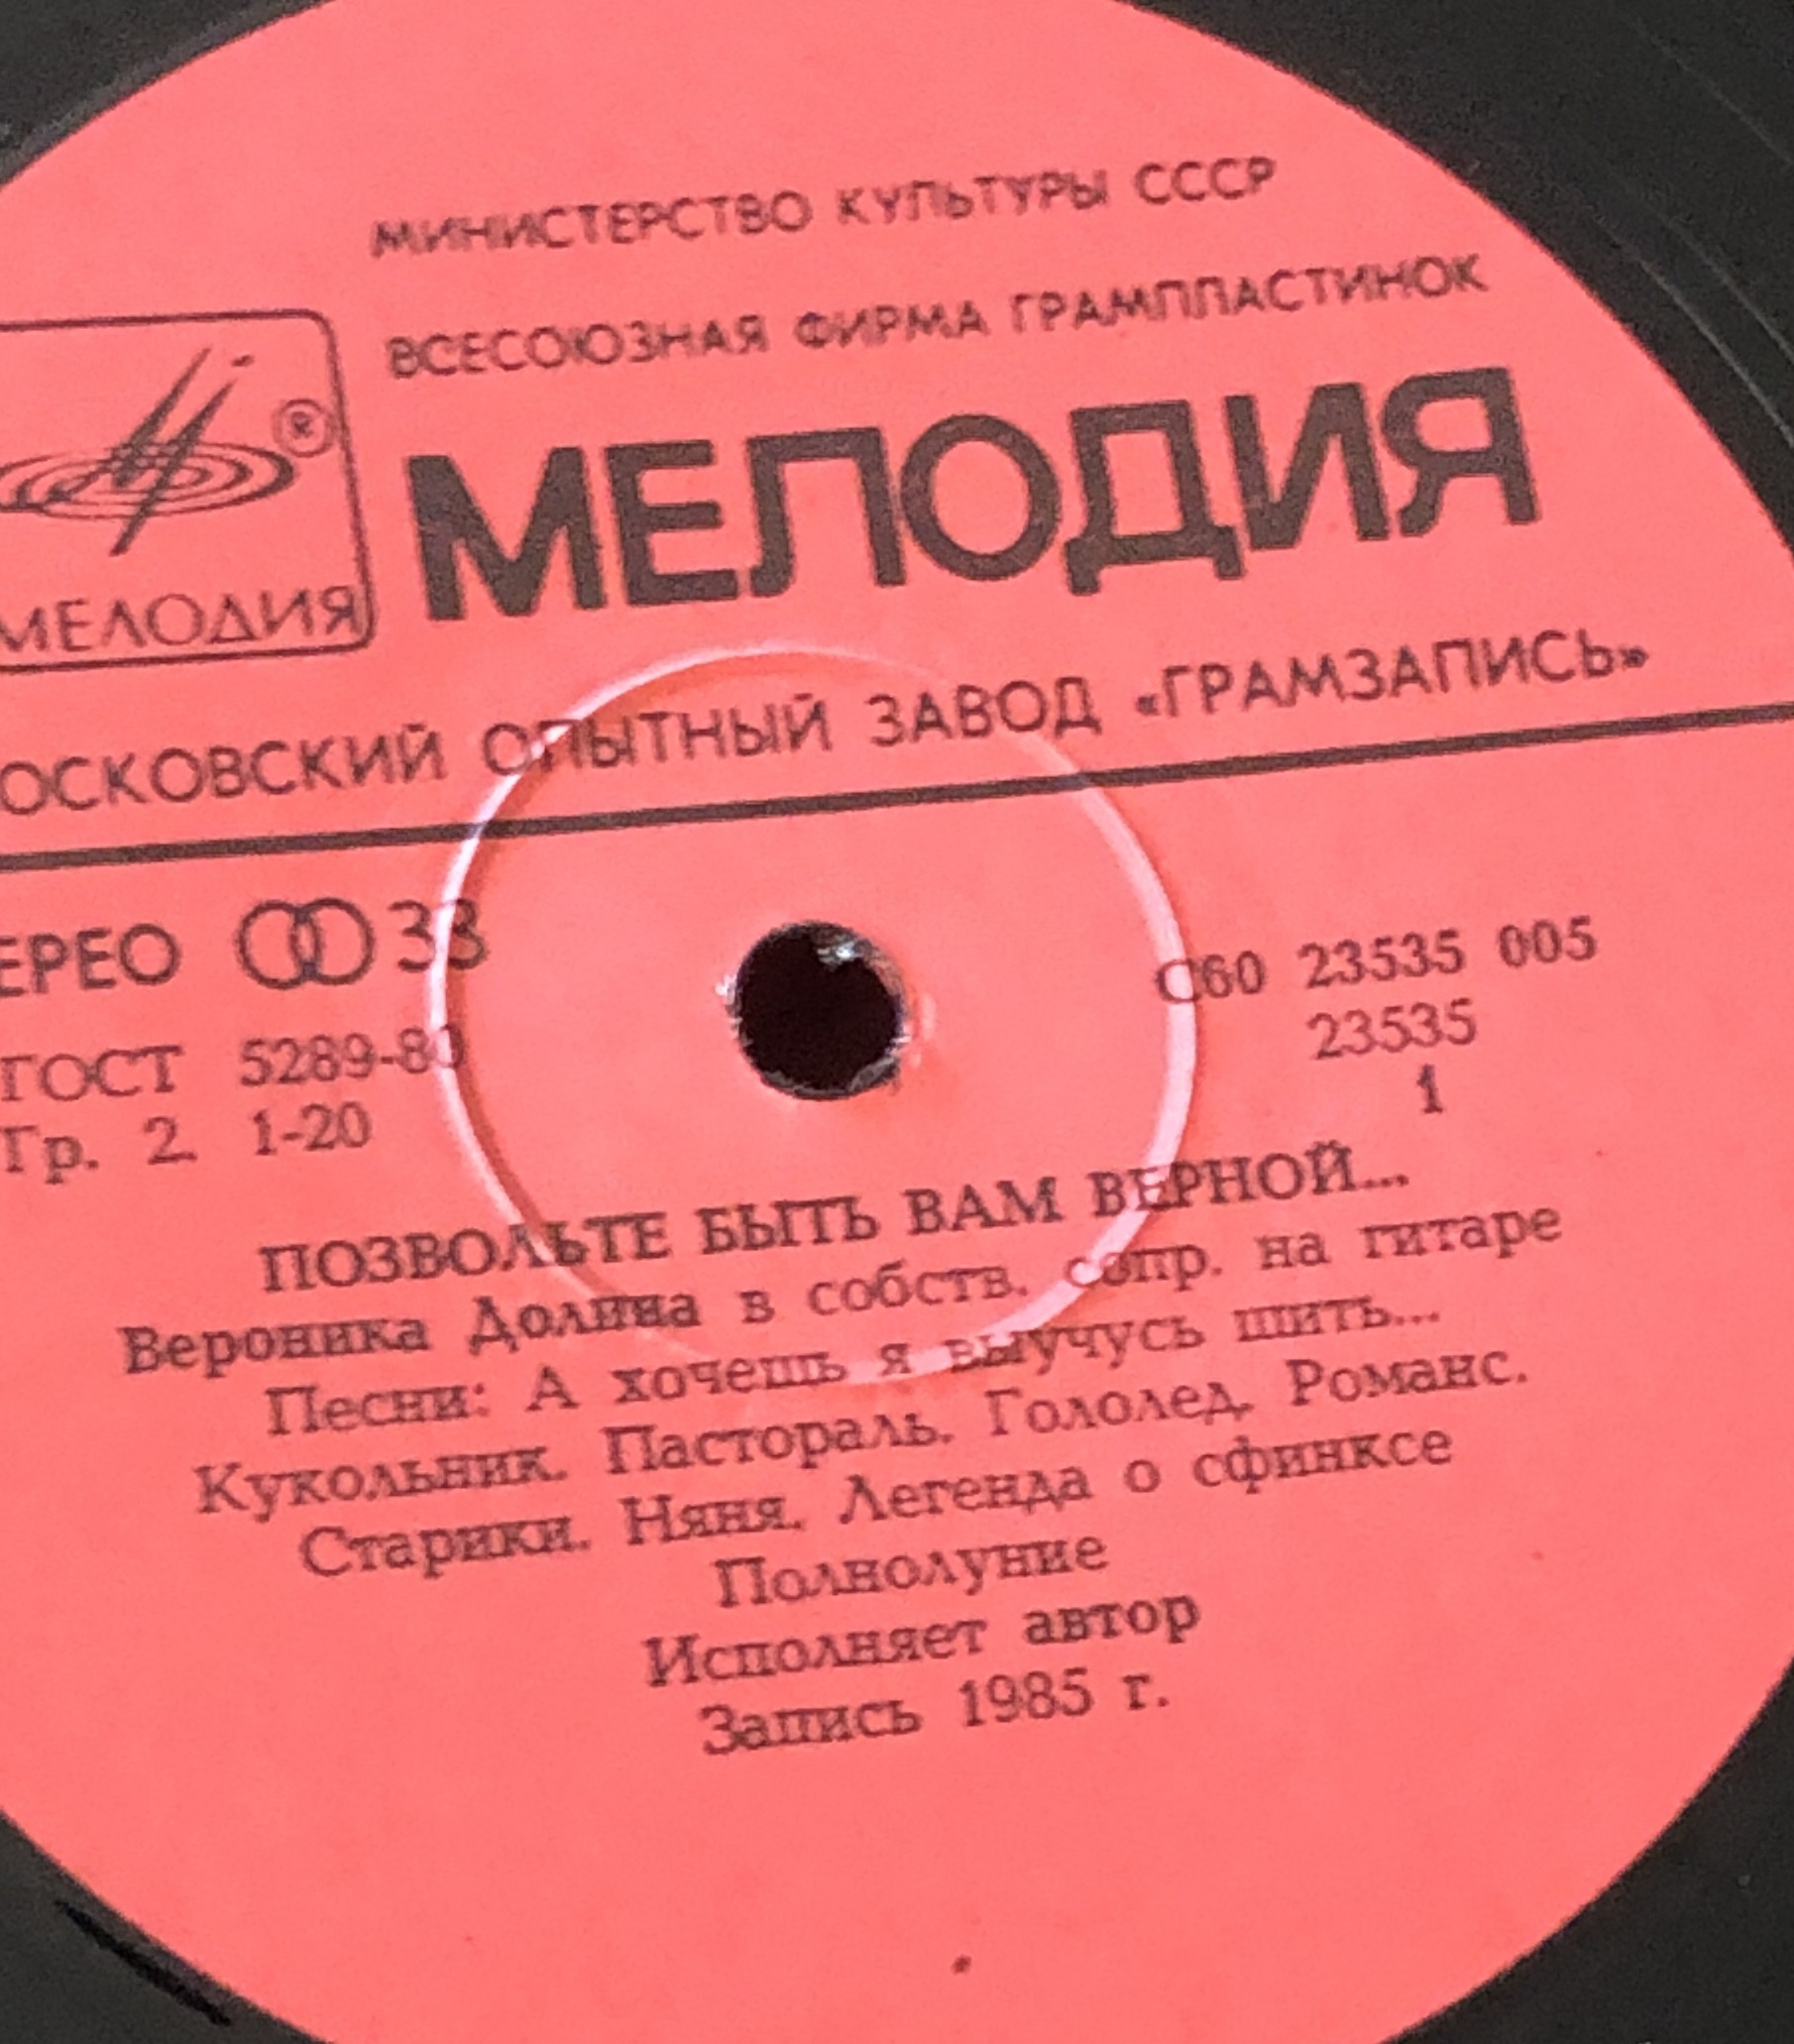 МИНИСТЕРСТВО КУЛЬТУРЫ СССР
ВСЕСОЮЗНАЯ ФИРМА ГРАМПЛАСТИНОК
МЕЛОДИЯ
®
МЕЛОДИЯ
ОСКОВСКИЙ ОПЫТНЫЙ ЗАВОД «ГРАМЗАПИСЬ»
ЕРЕО 33
ГОСТ 5289-80
Гр. 2. 1-20
С60 23535 005
23535
1
ПОЗВОЛЬТЕ БЫТЬ ВАМ ВЕРНОЙ...
Вероника Долина в собств. сопр. на гитаре
Песни: А хочешь я выучусь шить...
Кукольник. Пастораль. Гололед. Романс.
Старики. Няня. Легенда о сфинксе
Полнолуние
Исполняет автор
Запись 1985 г.